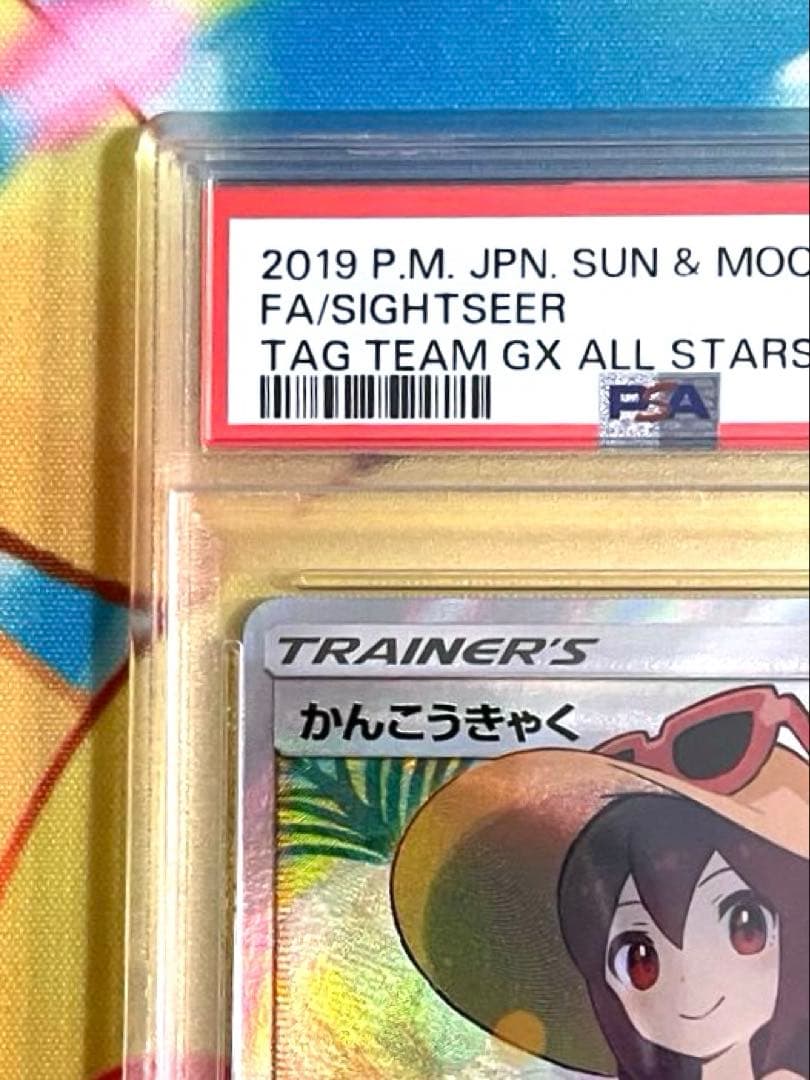 2019 P.M. JPN. SUN & MOO
FA/SIGHTSEER
TAG TEAM GX ALL STARS
PSA
TRAINER'S
かんこうきゃく